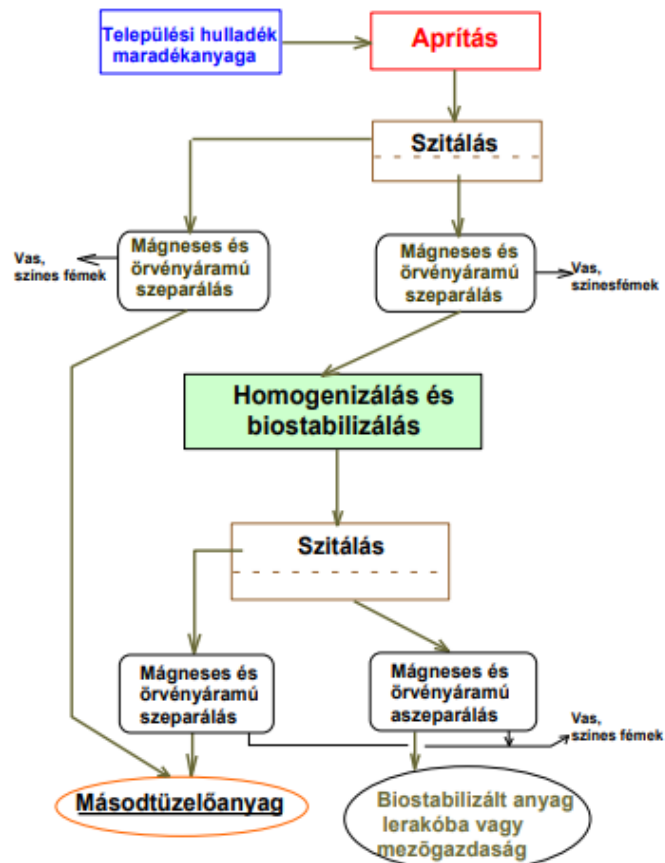 Települési hulladék
maradékanyaga
Aprítás
Szitálás
Mágneses és
örvényáramú
szeparálás
Vas,
szines fémek
Mágneses és
örvényáramú
szeparálás
Vas,
szinesfémek
Homogenizálás és
biostabilizálás
Szitálás
Mágneses és
örvényáramú
szeparálás
Mágneses és
örvényáramú
aszeparálás
Vas,
szines fémek
Másodtüzelőanyag
Biostabilizált anyag
lerakóba vagy
mezőgazdaság